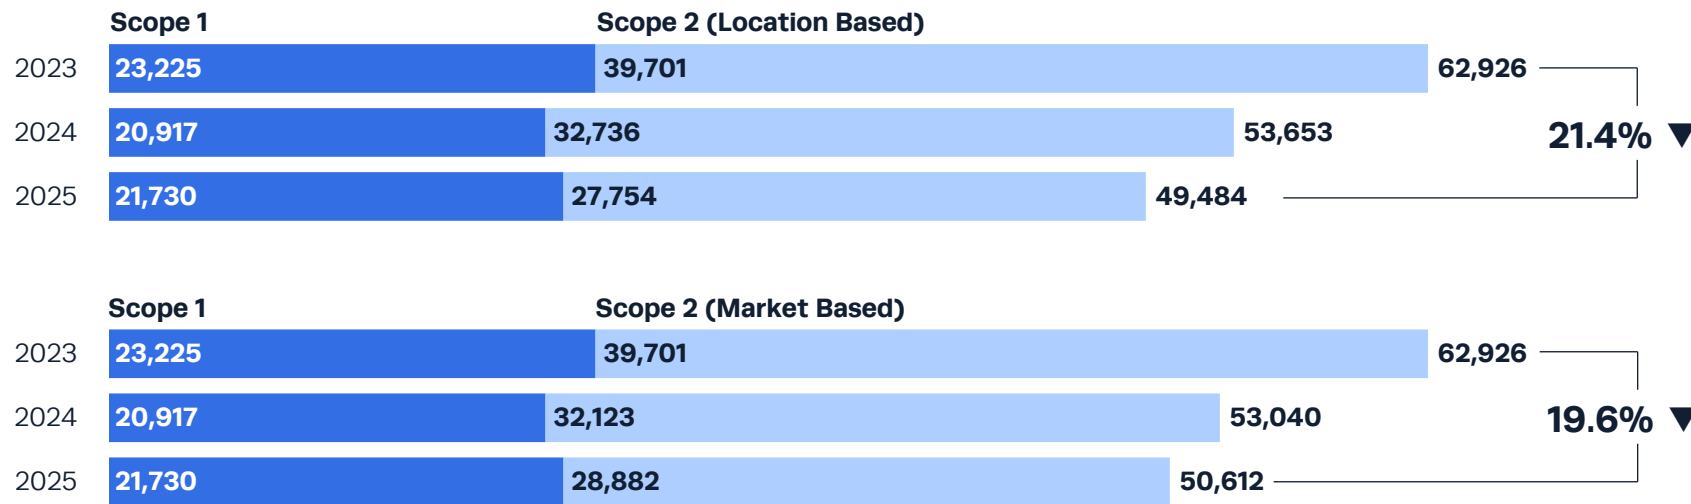 Scope 1 Scope 2 (Location Based)
2023 23,225 39,701 62,926
2024 20,917 32,736 53,653 21.4% ▼
2025 21,730 27,754 49,484
Scope 1 Scope 2 (Market Based)
2023 23,225 39,701 62,926
2024 20,917 32,123 53,040 19.6% ▼
2025 21,730 28,882 50,612